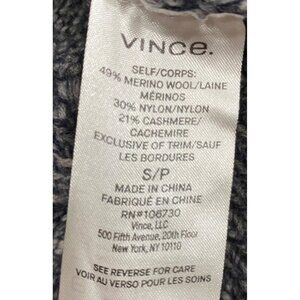 VINCE.
SELF/CORPS:
49% MERINO WOOL/LAINE
MÉRINOS
30% NYLON/NYLON
21% CASHMERE/
CACHEMIRE
EXCLUSIVE OF TRIM/SAUF
LES BORDURES
S/P
MADE IN CHINA
FABRIQUÉ EN CHINE
RN#106730
Vince, LLC
500 Fifth Avenue, 20th Floor
New York, NY 10110
SEE REVERSE FOR CARE
VOIR AU VERSO POUR LES SOINS